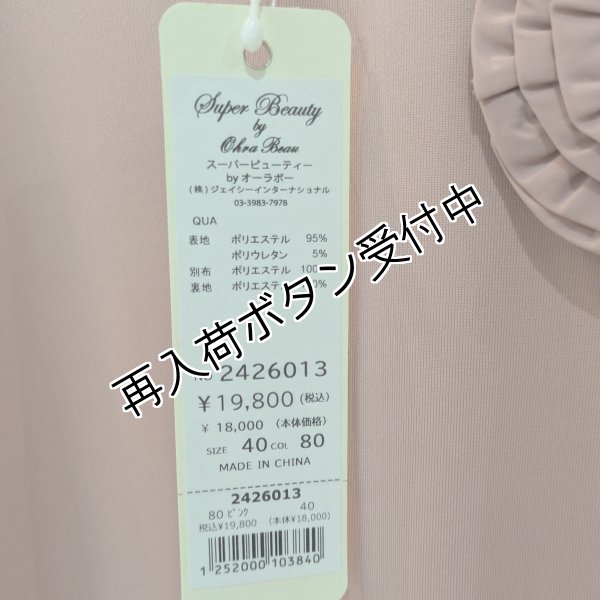 Super Beauty
by
Ohra Beau
スーパービューティー
by オーラボー
(株)ジェイシーインターナショナル
03-3983-7978
QUA
表地 ポリエステル 95%
ポリウレタン 5%
別布 ポリエステル
裏地 ポリエステ
再入荷ボタン受付中
NO 2426013
¥19,800 (税込)
¥ 18,000 (本体価格)
SIZE 40 COL 80
MADE IN CHINA
2426013
80 ピンク 40
税込¥19,800 (本体¥18,000)
1 252000 103840